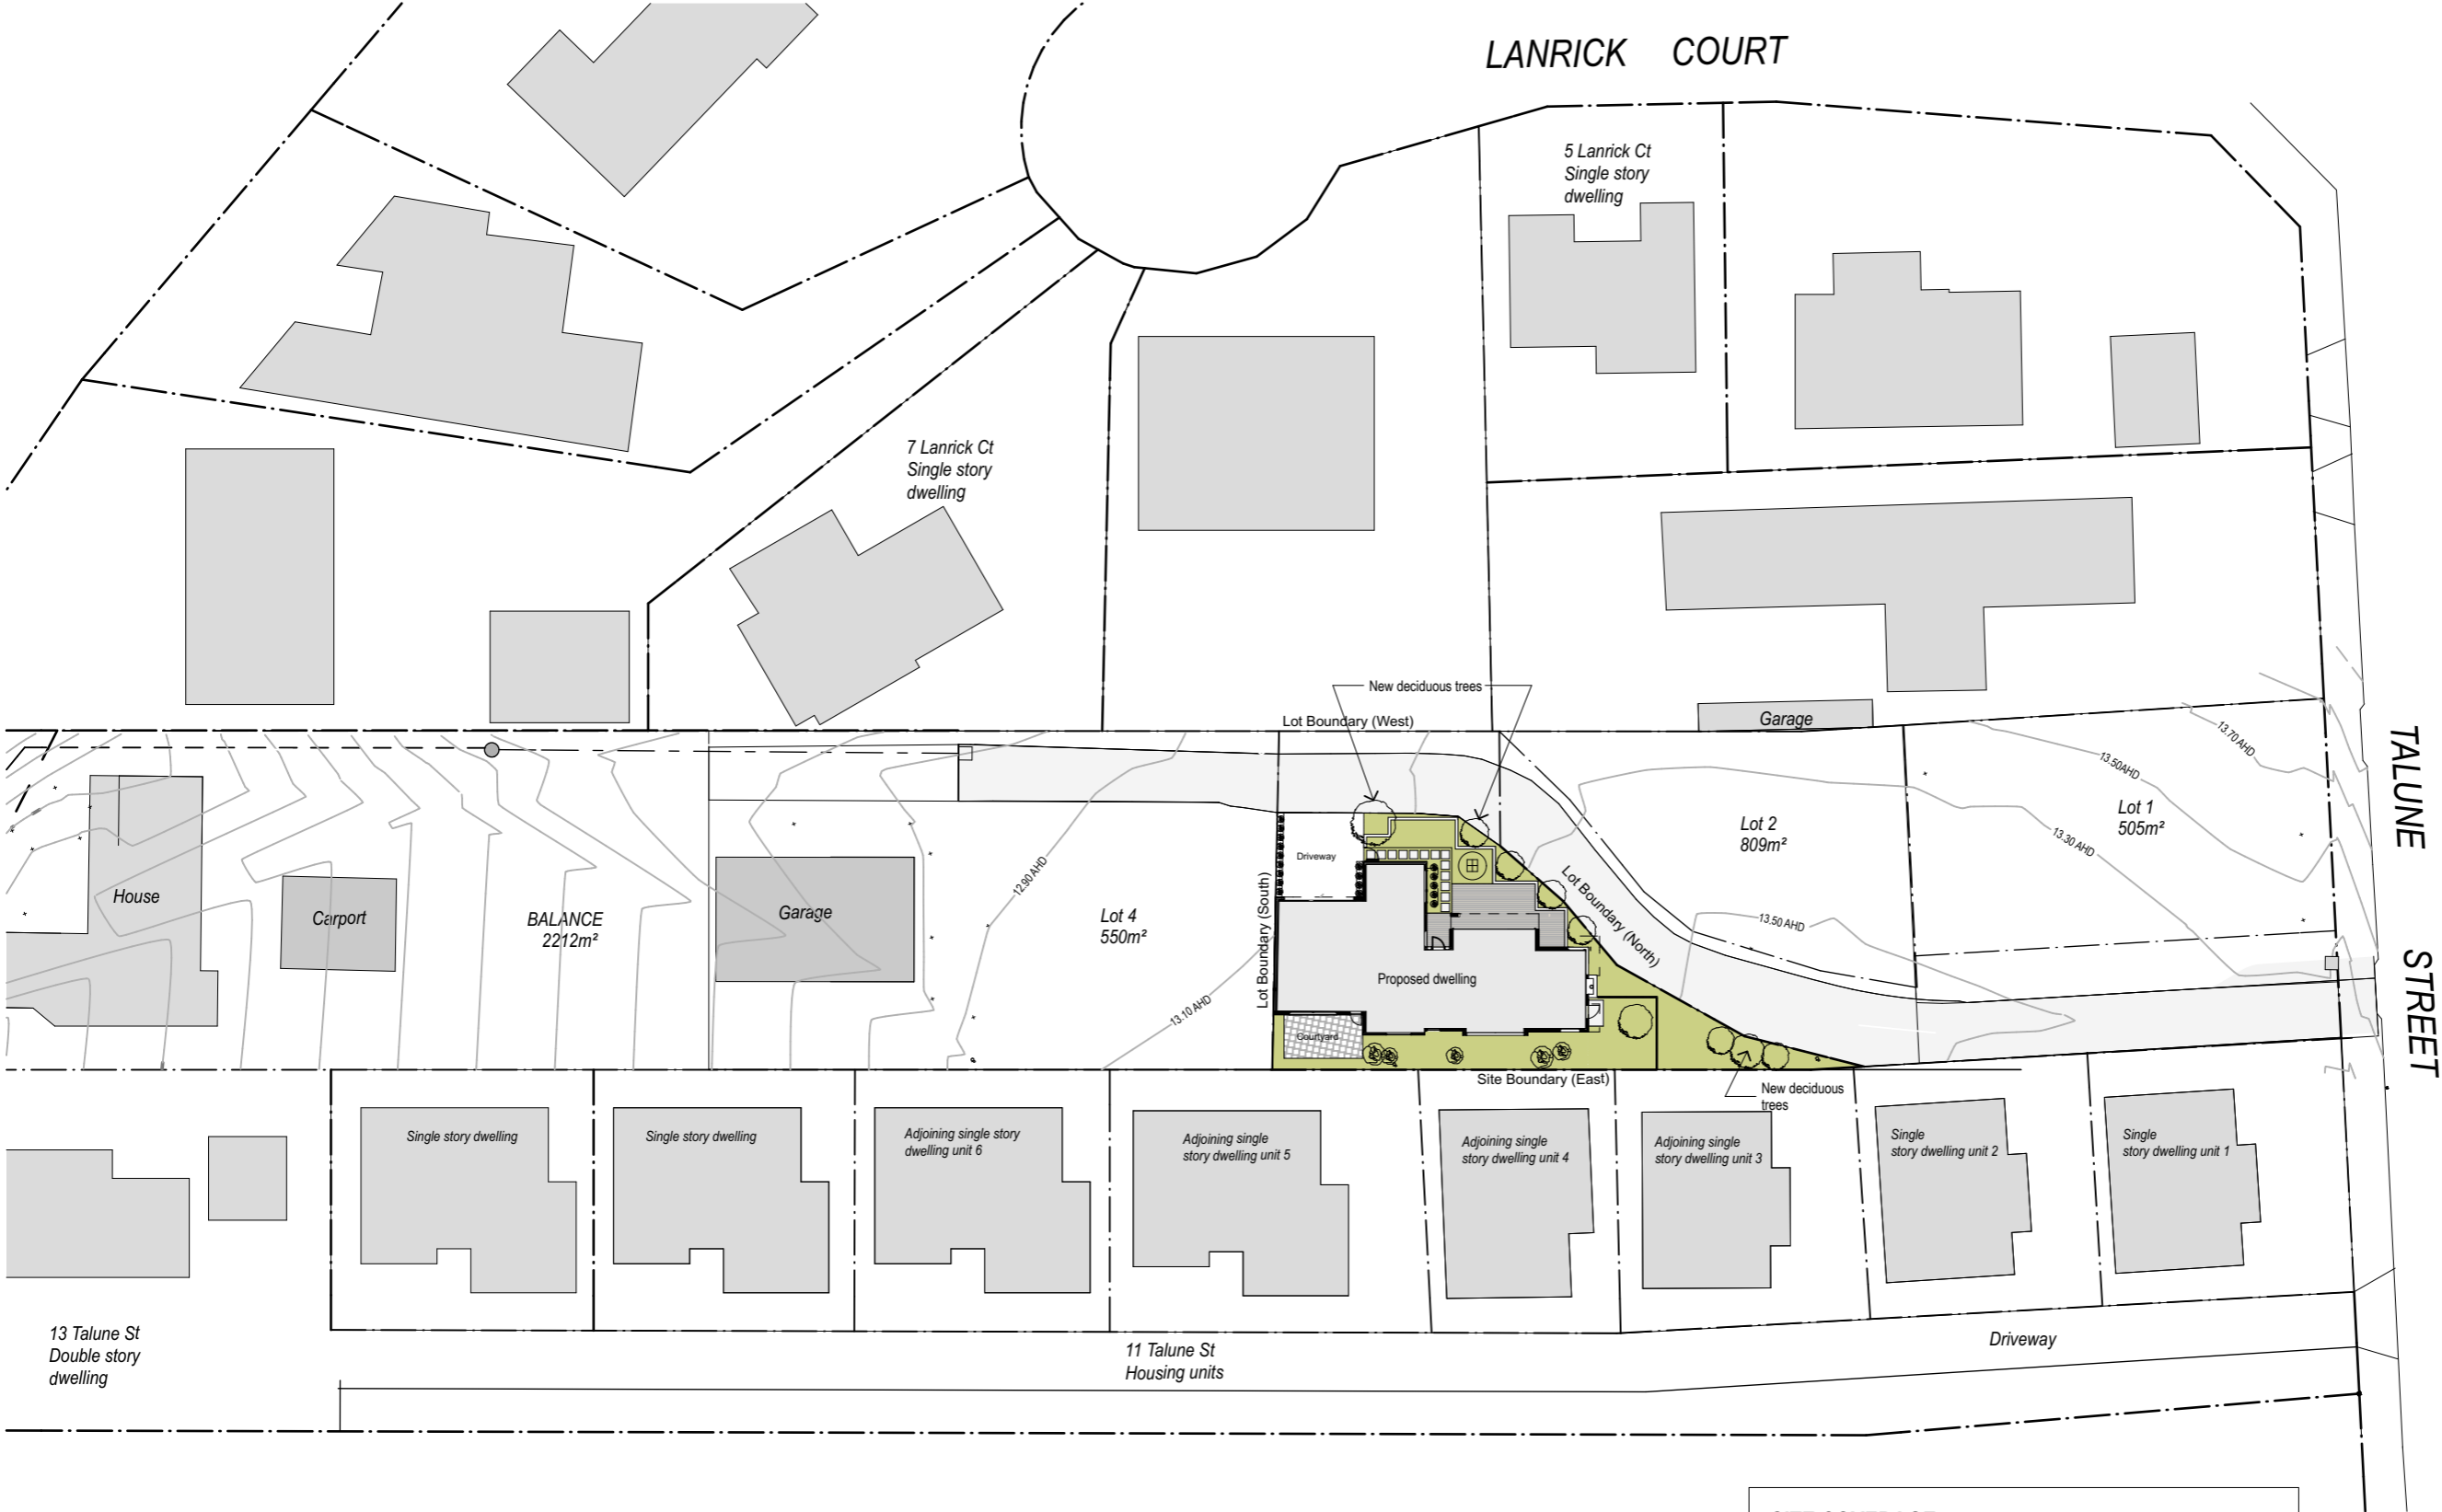 LANRICK COURT
5 Lanrick Ct
Single story
dwelling
7 Lanrick Ct
Single story
dwelling
New deciduous trees
Lot Boundary (West)
Garage
TALUNE STREET
13.70 AHD
13.50AHD
13.30 AHD
Lot 1
505m²
Lot 2
809m²
13.50 AHD
Driveway
Lot Boundary (North)
Lot Boundary (South)
12.90 AHD
House
Carport
BALANCE
2212m²
Garage
Lot 4
550m²
Proposed dwelling
13.10 AHD
Courtyard
Site Boundary (East)
New deciduous
trees
Single story dwelling
Single story dwelling
Adjoining single story
dwelling unit 6
Adjoining single
story dwelling unit 5
Adjoining single
story dwelling unit 4
Adjoining single
story dwelling unit 3
Single
story dwelling unit 2
Single
story dwelling unit 1
13 Talune St
Double story
dwelling
11 Talune St
Housing units
Driveway